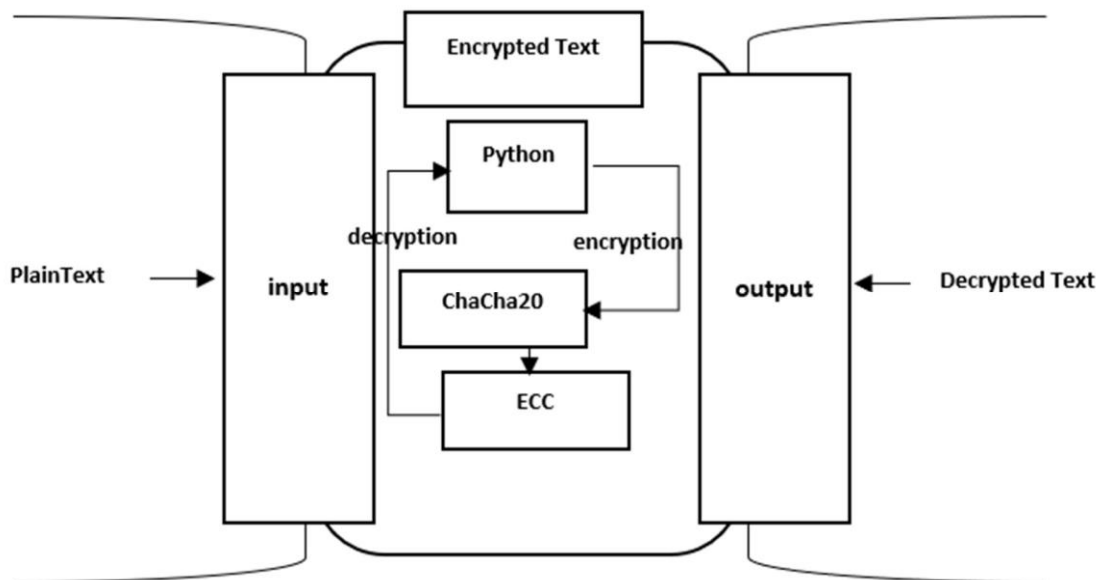 Encrypted Text
Python
decryption
encryption
PlainText
input
ChaCha20
output
Decrypted Text
ECC